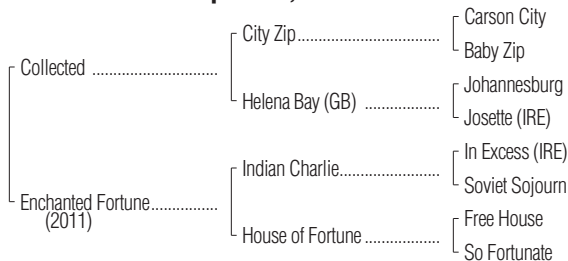 Carson City
City Zip
Baby Zip
Collected
Johannesburg
Helena Bay (GB)
Josette (IRE)
In Excess (IRE)
Indian Charlie
Soviet Sojourn
Enchanted Fortune
(2011)
Free House
House of Fortune
So Fortunate